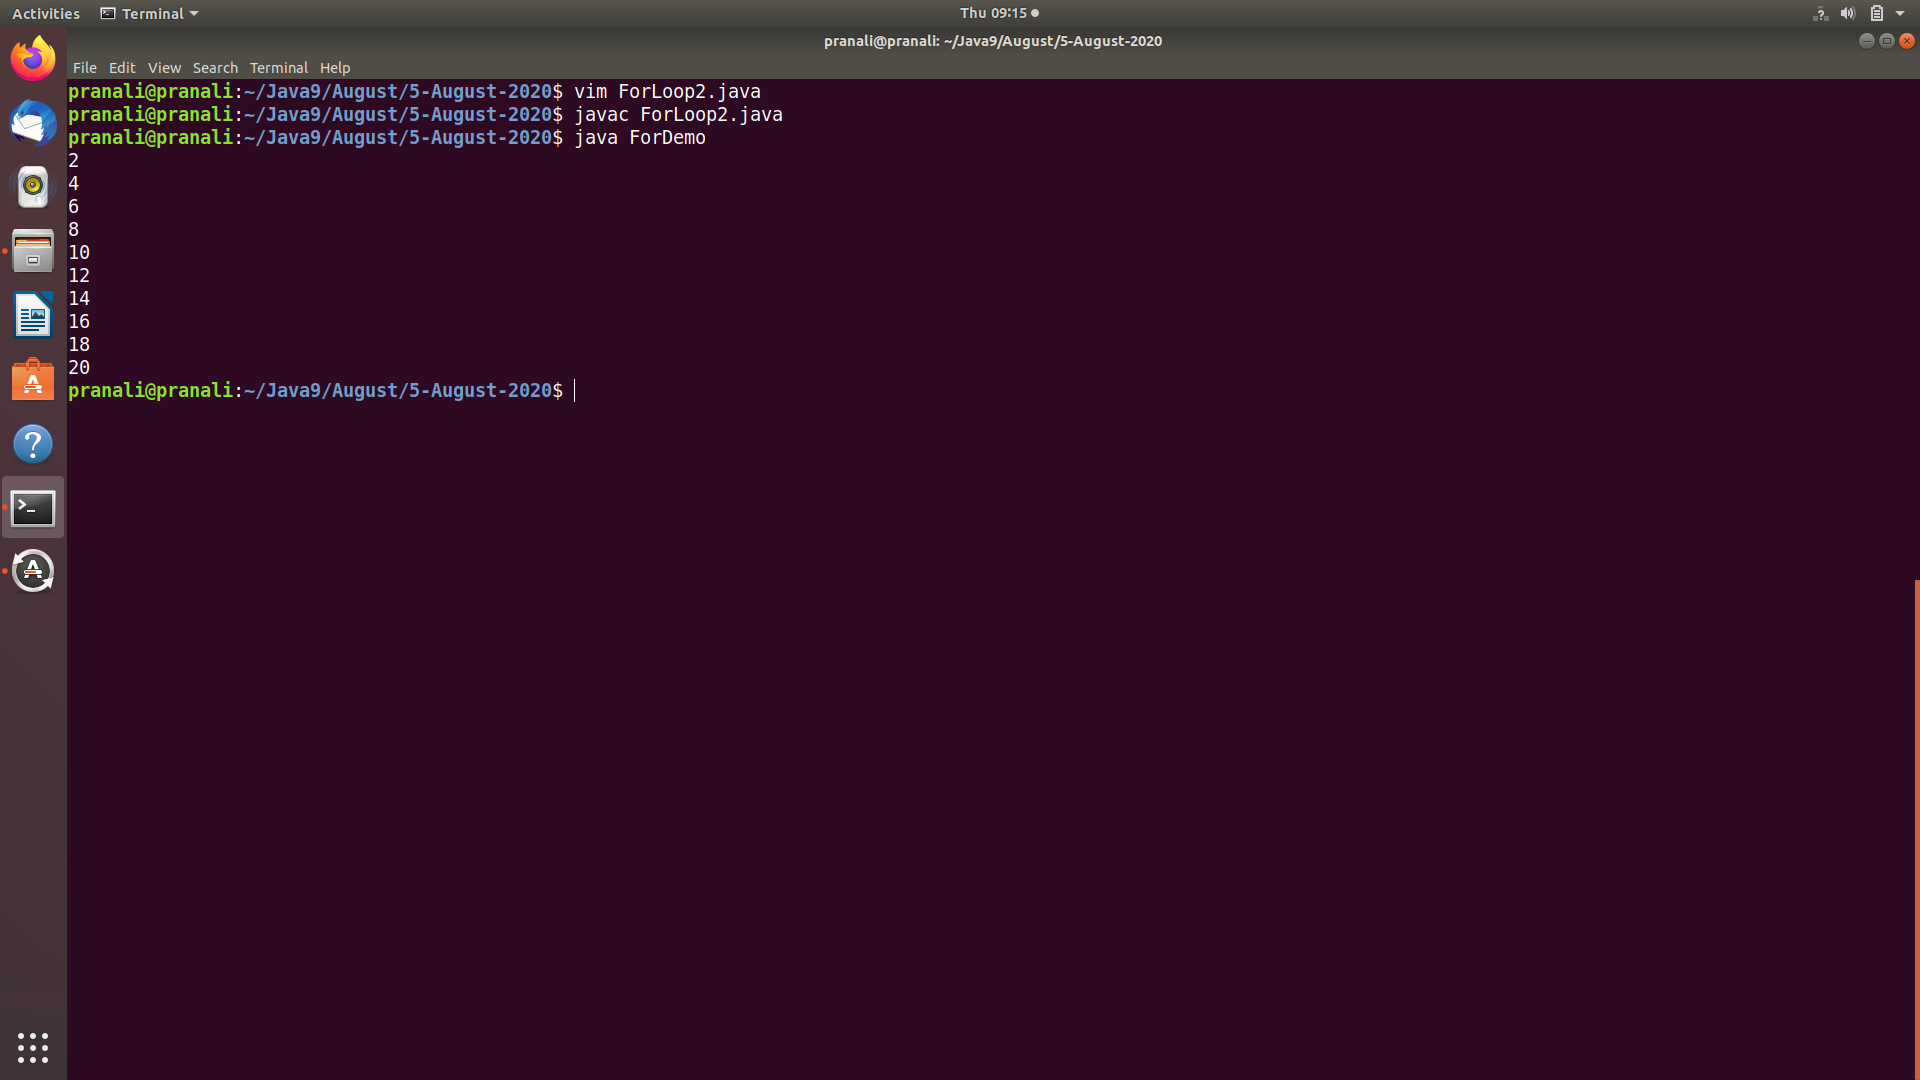 Activities Terminal Thu 09:15
pranali@pranali: ~/Java9/August/5-August-2020
File Edit View Search Terminal Help
pranali@pranali:~/Java9/August/5-August-2020$ vim ForLoop2.java
pranali@pranali:~/Java9/August/5-August-2020$ javac ForLoop2.java
pranali@pranali:~/Java9/August/5-August-2020$ java ForDemo
2
4
6
8
10
12
14
16
18
20
pranali@pranali:~/Java9/August/5-August-2020$